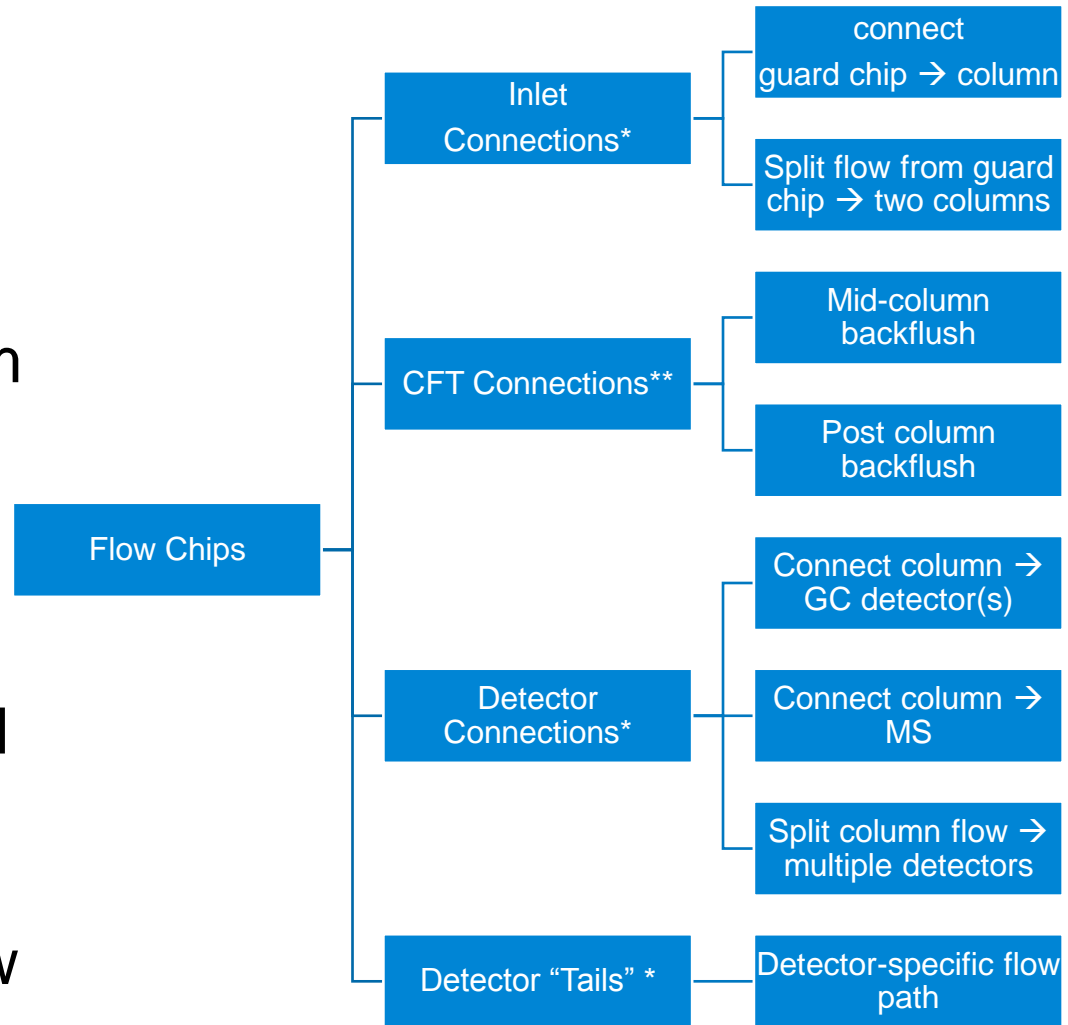 connect
guard chip → column
Inlet
Connections*
Split flow from guard
chip → two columns
Mid-column
backflush
n
CFT Connections**
Post column
backflush
Flow Chips
Connect column →
GC detector(s)
Detector
Connections*
Connect column →
MS
Split column flow →
multiple detectors
w
Detector “Tails” *
Detector-specific flow
path